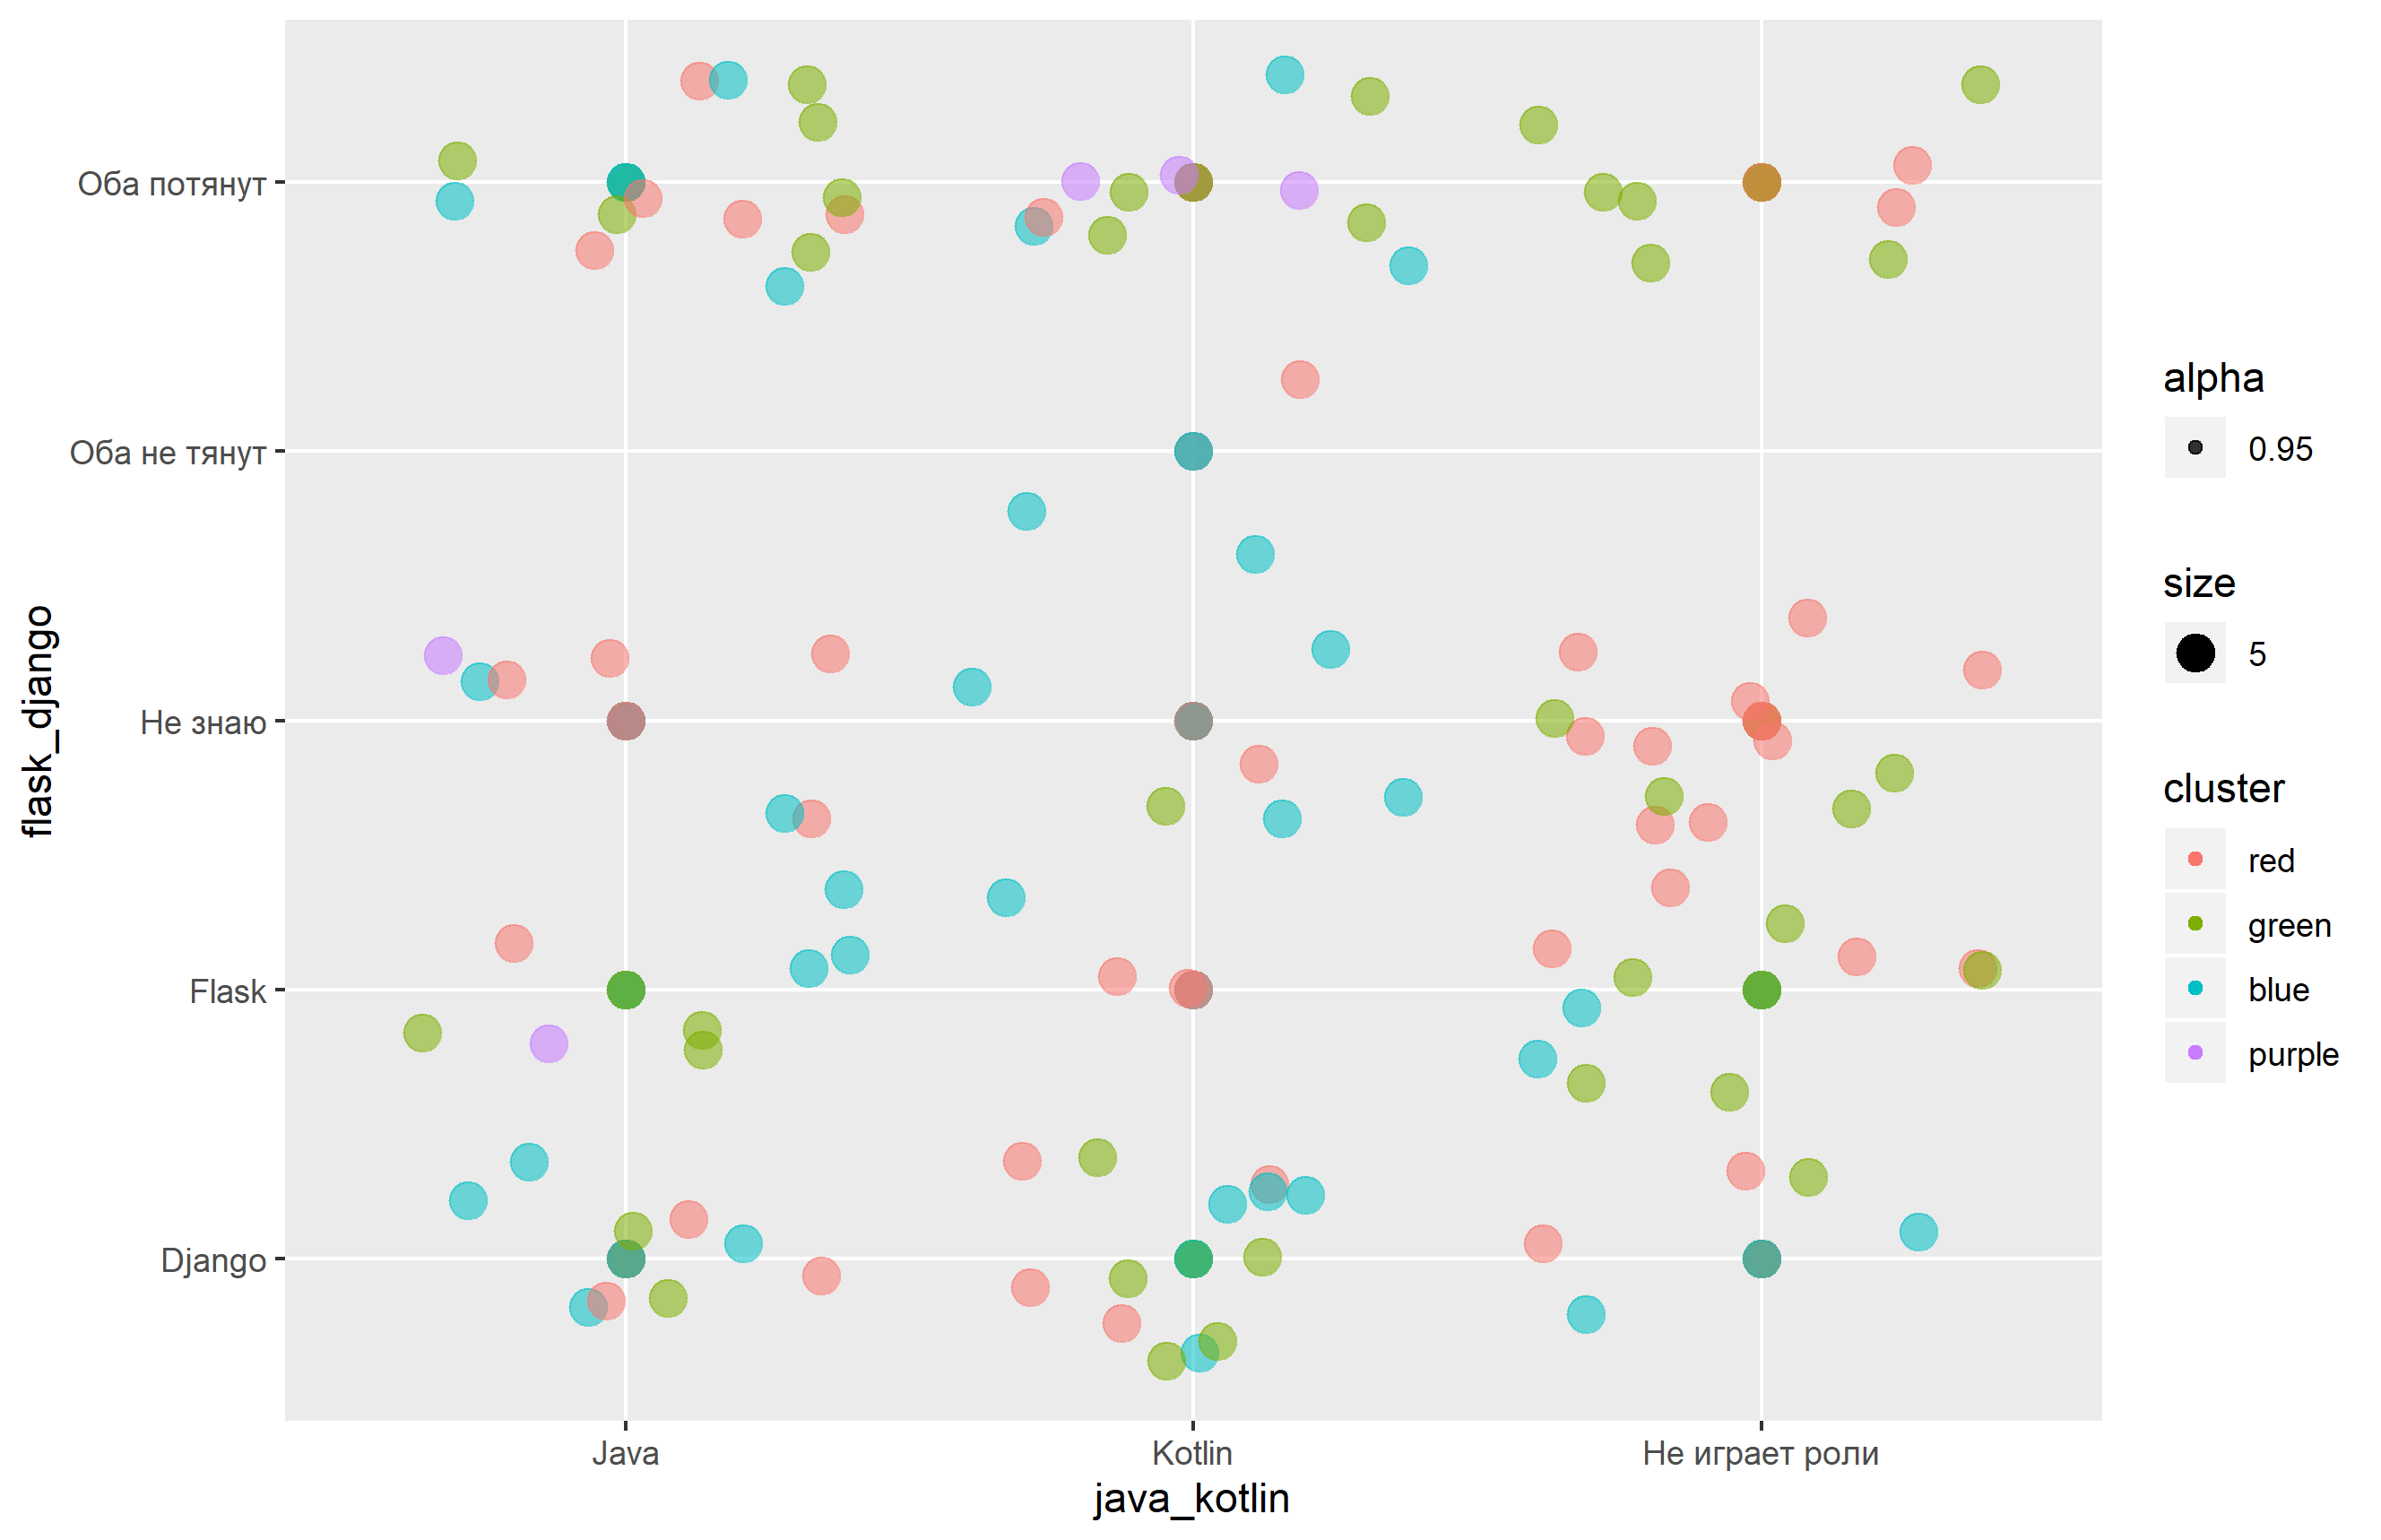 flask_django
Оба потянут
Оба не тянут
Не знаю
Flask
Django
Java
Kotlin
Не играет роли
java_kotlin
alpha
0.95
size
5
cluster
red
green
blue
purple